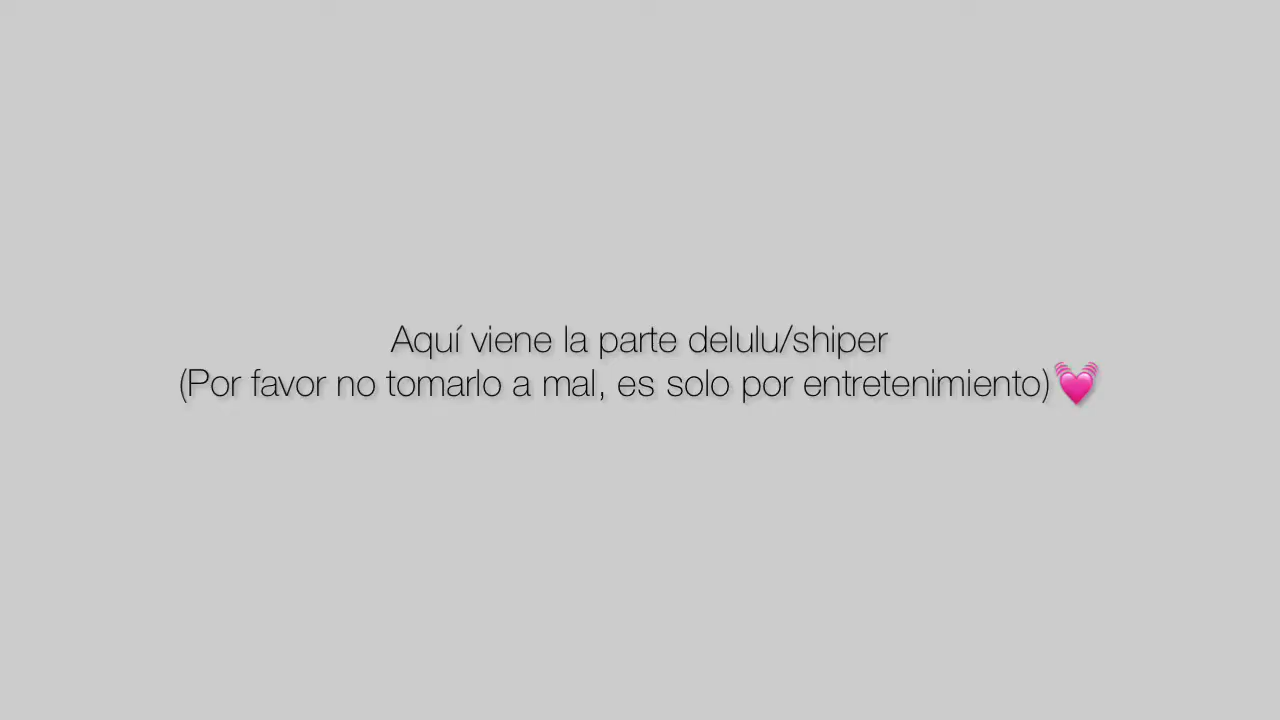 Aquí viene la parte delulu/shiper
(Por favor no tomarlo a mal, es solo por entretenimiento)💓